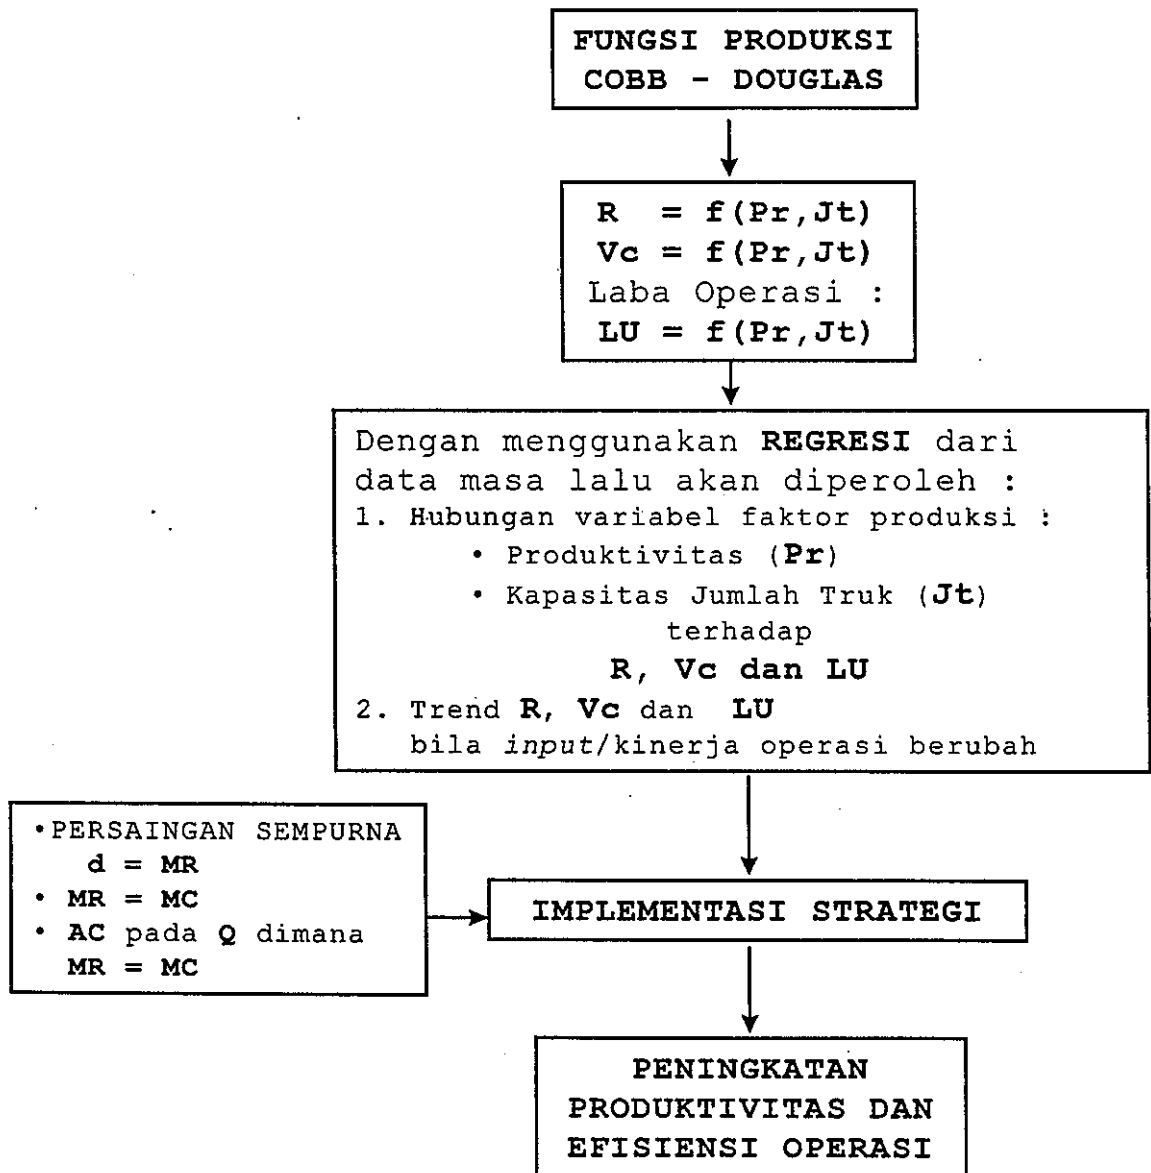 FUNGSI PRODUKSI
COBB - DOUGLAS
R = f(Pr,Jt)
Vc = f(Pr,Jt)
Laba Operasi :
LU = f(Pr,Jt)
Dengan menggunakan REGRESI dari
data masa lalu akan diperoleh :
1. Hubungan variabel faktor produksi :
• Produktivitas (Pr)
• Kapasitas Jumlah Truk (Jt)
terhadap
R, Vc dan LU
2. Trend R, Vc dan LU
bila input/kinerja operasi berubah
•PERSAINGAN SEMPURNA
d = MR
• MR = MC
• AC pada Q dimana
MR = MC
IMPLEMENTASI STRATEGI
PENINGKATAN
PRODUKTIVITAS DAN
EFISIENSI OPERASI